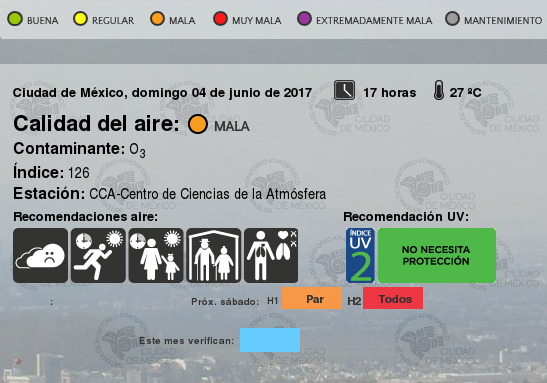 BUENA REGULAR MALA MUY MALA EXTREMADAMENTE MALA MANTENIMIENTO
Ciudad de México, domingo 04 de junio de 2017 17 horas 27 ºC
Calidad del aire: MALA
Contaminante: O3
Índice: 126
Estación: CCA-Centro de Ciencias de la Atmósfera
Recomendaciones aire: Recomendación UV:
ÍNDICE
UV
2
NO NECESITA
PROTECCIÓN
: Próx. sábado: H1 Par H2 Todos
Este mes verifican:
CIUDAD
DE MÉXICO